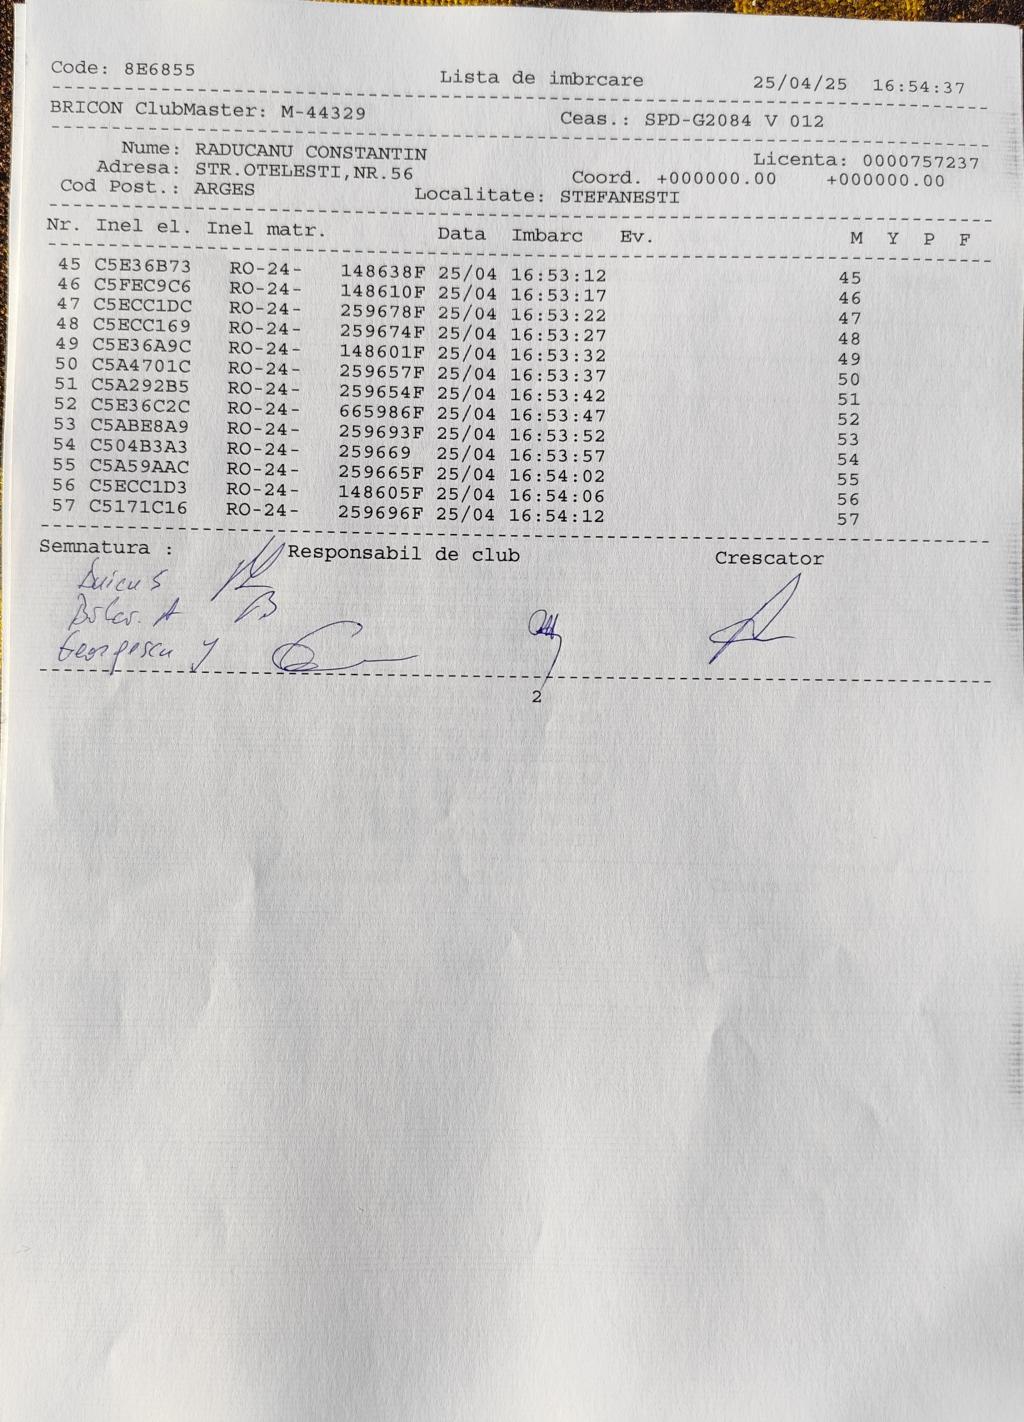 Code: 8E6855 Lista de imbrcare 25/04/25 16:54:37
BRICON ClubMaster: M-44329 Ceas.: SPD-G2084 V 012
Nume: RADUCANU CONSTANTIN Licenta: 0000757237
Adresa: STR.OTELESTI,NR.56 Coord. +000000.00 +000000.00
Cod Post.: ARGES Localitate: STEFANESTI
Nr. Inel el. Inel matr. Data Imbarc Ev. M Y P F
45 C5E36B73 RO-24- 148638F 25/04 16:53:12 45
46 C5FEC9C6 RO-24- 148610F 25/04 16:53:17 46
47 C5ECC1DC RO-24- 259678F 25/04 16:53:22 47
48 C5ECC169 RO-24- 259674F 25/04 16:53:27 48
49 C5E36A9C RO-24- 148601F 25/04 16:53:32 49
50 C5A4701C RO-24- 259657F 25/04 16:53:37 50
51 C5A292B5 RO-24- 259654F 25/04 16:53:42 51
52 C5E36C2C RO-24- 665986F 25/04 16:53:47 52
53 C5ABE8A9 RO-24- 259693F 25/04 16:53:52 53
54 C504B3A3 RO-24- 259669 25/04 16:53:57 54
55 C5A59AAC RO-24- 259665F 25/04 16:54:02 55
56 C5ECC1D3 RO-24- 148605F 25/04 16:54:06 56
57 C5171C16 RO-24- 259696F 25/04 16:54:12 57
Semnatura : Responsabil de club Crescator
Georgescu
2